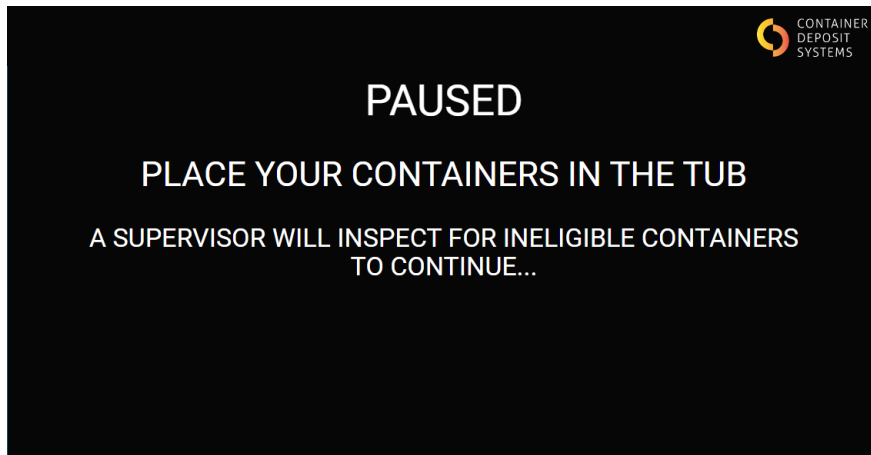 CONTAINER
DEPOSIT
SYSTEMS
PAUSED
PLACE YOUR CONTAINERS IN THE TUB
A SUPERVISOR WILL INSPECT FOR INELIGIBLE CONTAINERS
TO CONTINUE...